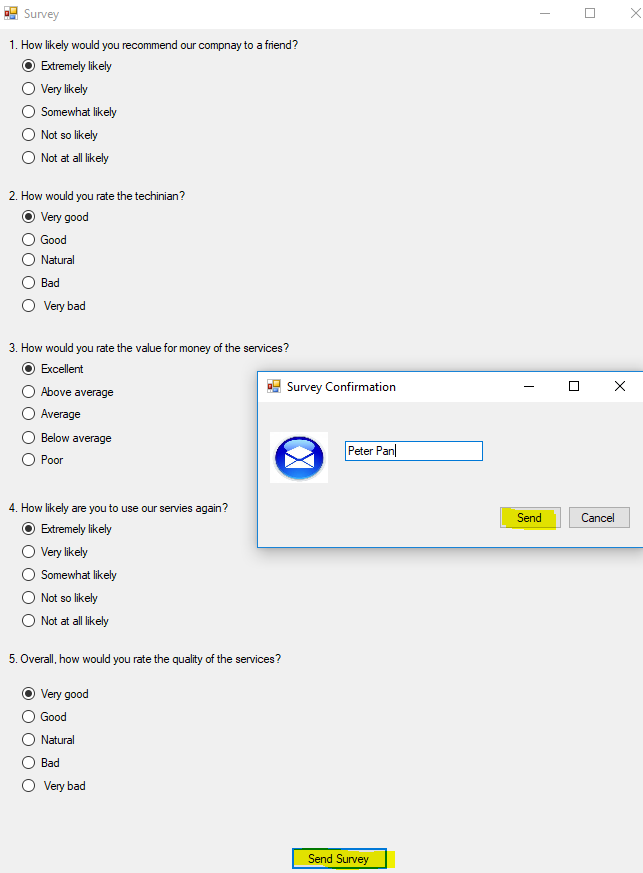 Survey
1. How likely would you recommend our compnay to a friend?
Extremely likely
Very likely
Somewhat likely
Not so likely
Not at all likely
2. How would you rate the techinian?
Very good
Good
Natural
Bad
Very bad
3. How would you rate the value for money of the services?
Excellent
Above average
Average
Below average
Poor
Survey Confirmation
Peter Pan
Send
Cancel
4. How likely are you to use our servies again?
Extremely likely
Very likely
Somewhat likely
Not so likely
Not at all likely
5. Overall, how would you rate the quality of the services?
Very good
Good
Natural
Bad
Very bad
Send Survey